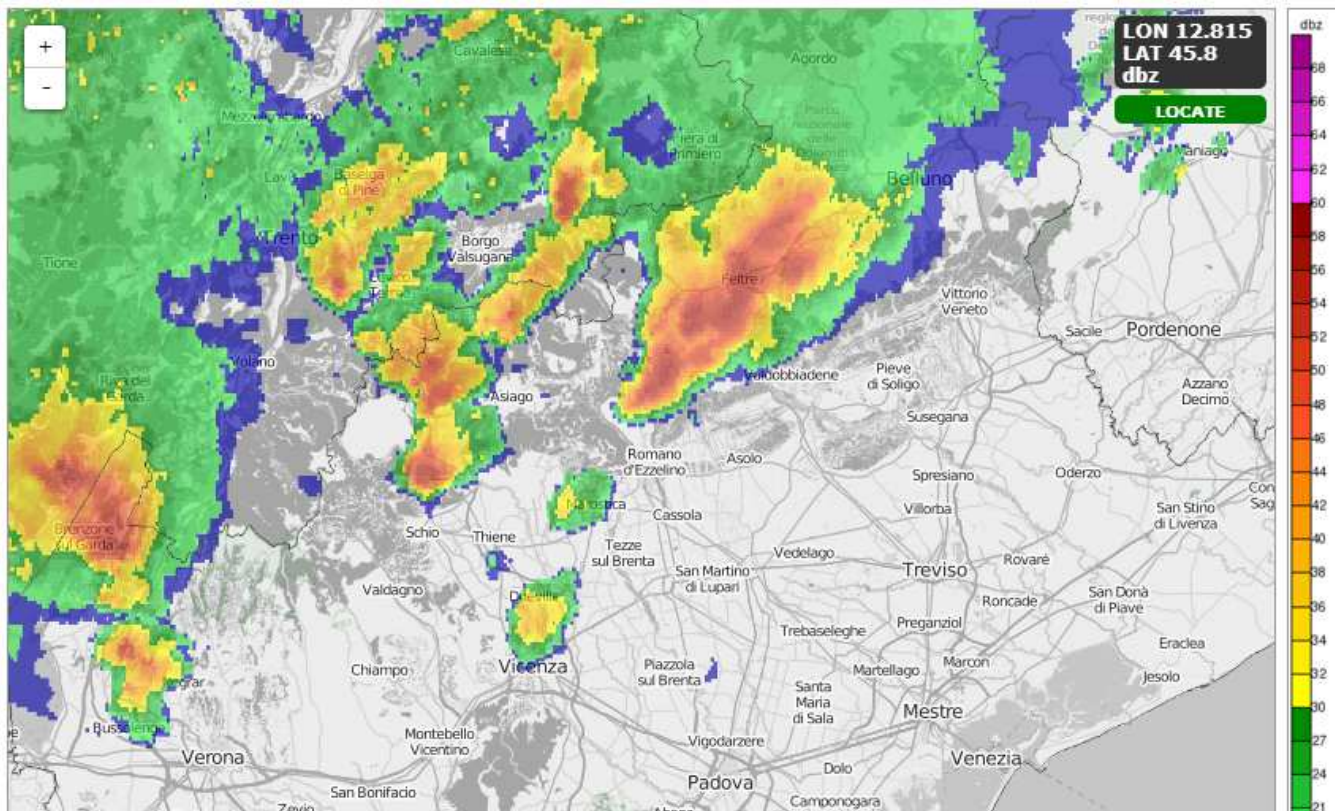 +
-
LON 12.815
LAT 45.8
dbz
LOCATE
dbz
68
66
64
62
60
58
56
54
52
50
48
46
44
42
40
38
36
34
32
30
27
24
21
Cavalese
Agordo
Maniago
Fiera di
Primiero
Baselga
di Pinè
Belluno
Trento
Borgo
Valsugana
Tione
Feltre
Vittorio
Veneto
Sacile
Pordenone
Volano
Riva del
Garda
Asiago
Valdobbiadene
Pieve
di Soligo
Azzano
Decimo
Susegana
Romano
d'Ezzelino
Asolo
Spresiano
Oderzo
Villorba
San Stino
di Livenza
Marostica
Cassola
Brenzone
sul Garda
Schio
Thiene
Tezze
sul Brenta
Vedelago
Treviso
Rovarè
San Martino
di Lupari
Valdagno
Dueville
Roncade
San Donà
di Piave
Preganziol
Trebaseleghe
Eraclea
Vicenza
Chiampo
Piazzola
sul Brenta
Martellago
Marcon
Jesolo
Santa
Maria
di Sala
Mestre
Bussolengo
Montebello
Vicentino
Vigodarzere
Verona
Venezia
Dolo
San Bonifacio
Padova
Camponogara